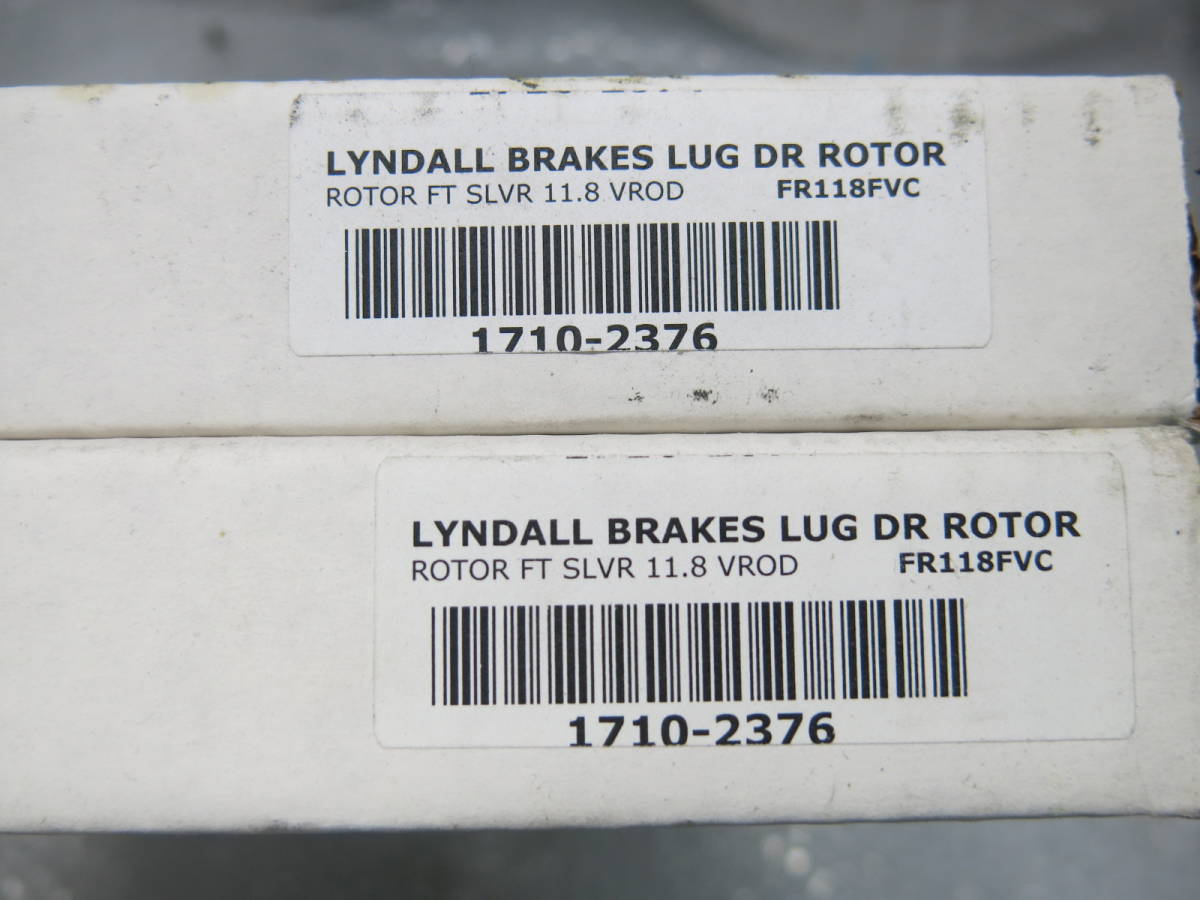 LYNDALL BRAKES LUG DR ROTOR
ROTOR FT SLVR 11.8 VROD FR118FVC
1710-2376
LYNDALL BRAKES LUG DR ROTOR
ROTOR FT SLVR 11.8 VROD FR118FVC
1710-2376